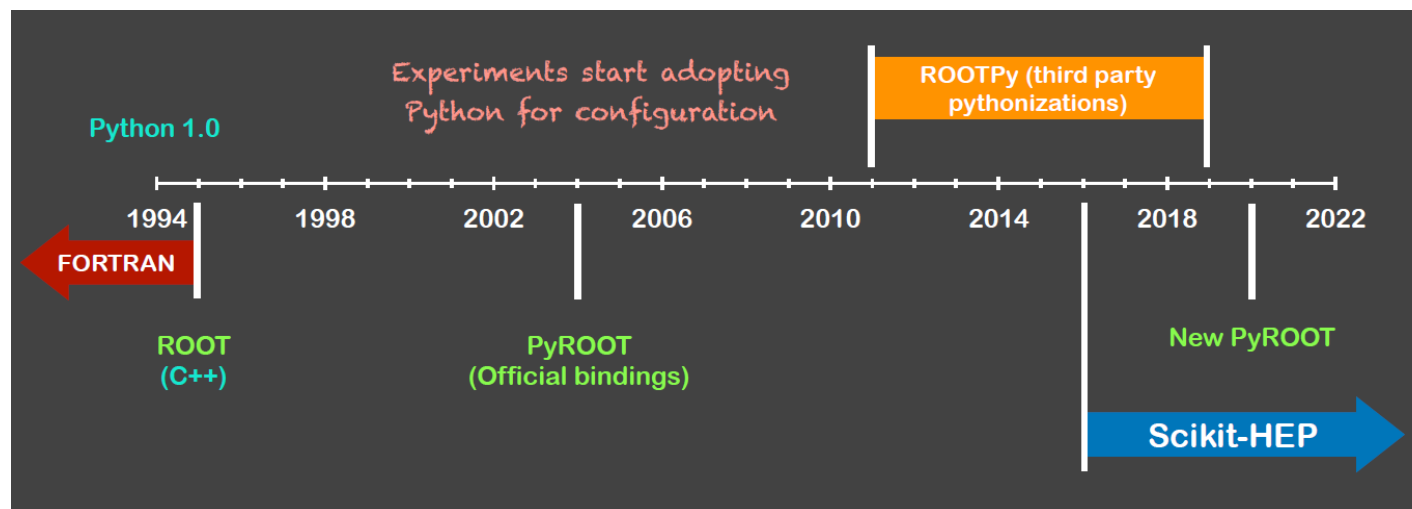 Experiments start adopting
Python for configuration
ROOTPy (third party
pythonizations)
Python 1.0
1994 1998 2002 2006 2010 2014 2018 2022
FORTRAN
ROOT
(C++)
PyROOT
(Official bindings)
New PyROOT
Scikit-HEP